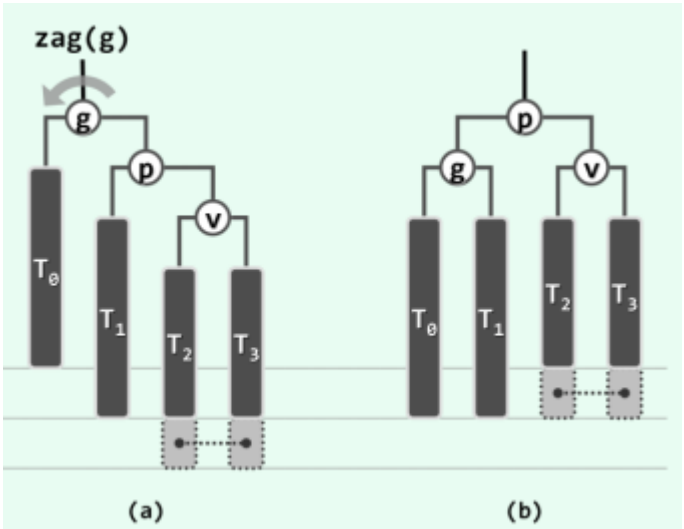 zag(g)
g
p
v
T₀
T₁
T₂
T₃
(a)
p
g
v
T₀
T₁
T₂
T₃
(b)